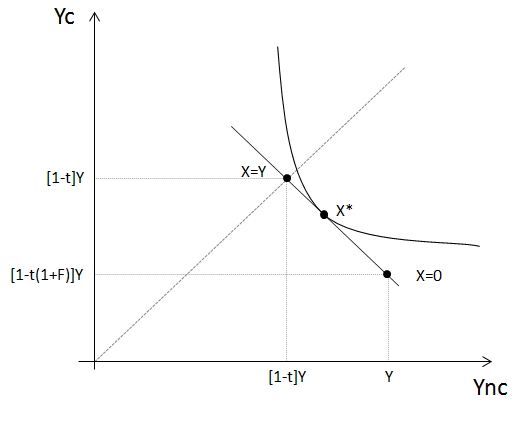 Yc
X=Y
[1-t]Y
X*
[1-t(1+F)]Y
X=0
[1-t]Y
Y
Ync